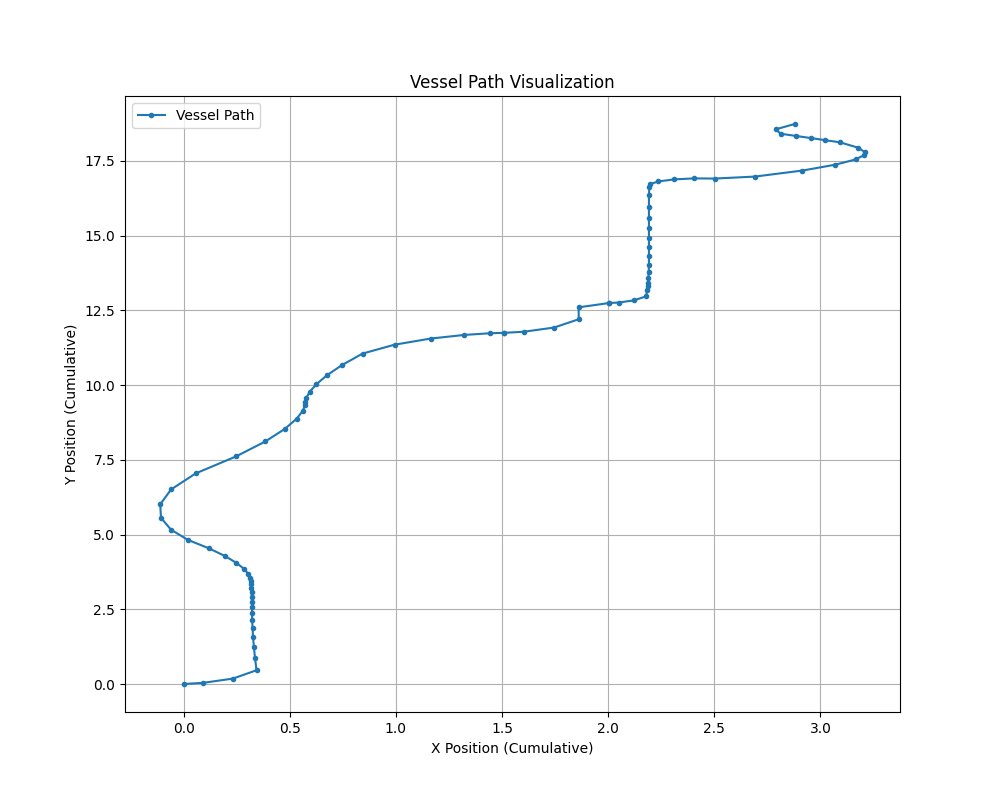 Vessel Path Visualization
Vessel Path
17.5
15.0
12.5
10.0
7.5
5.0
2.5
0.0
Y Position (Cumulative)
0.0 0.5 1.0 1.5 2.0 2.5 3.0
X Position (Cumulative)